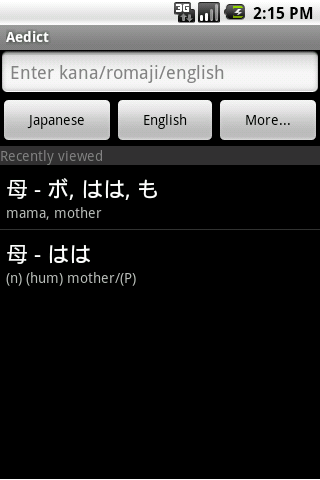 3G 2:15 PM
Aedict
Enter kana/romaji/english
Japanese English More...
Recently viewed
母 - ボ, はは, も
mama, mother
母 - はは
(n) (hum) mother/(P)